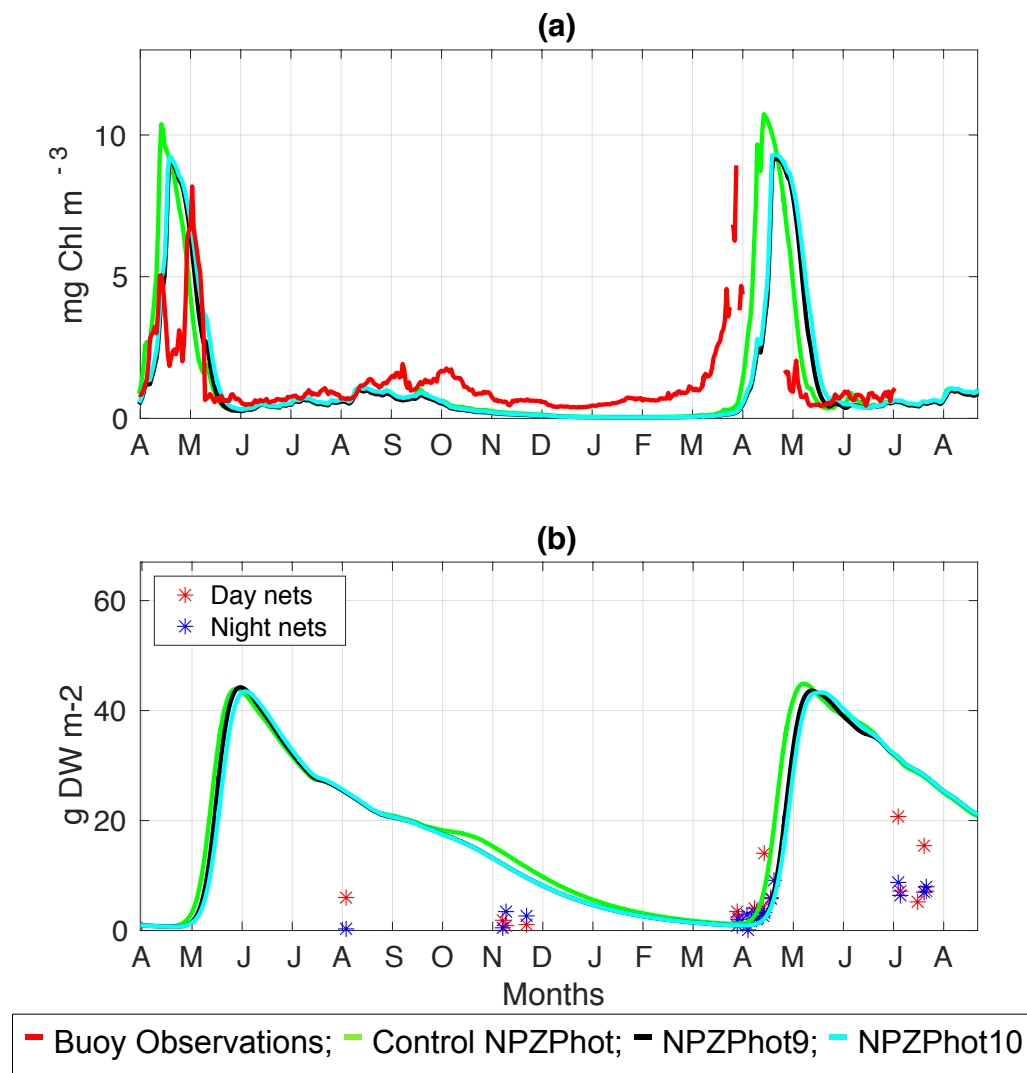 (a)
mg Chl m⁻³
10
5
0
A M J J A S O N D J F M A M J J A
(b)
g DW m-2
60
40
20
0
Day nets
Night nets
A M J J A S O N D J F M A M J J A
Months
Buoy Observations; Control NPZPhot; NPZPhot9; NPZPhot10